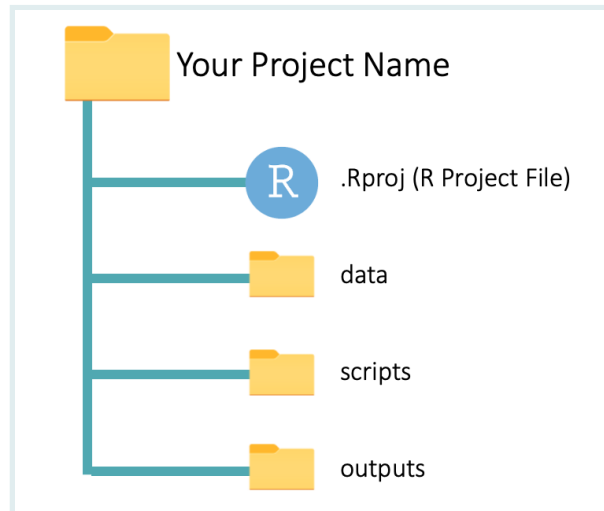 Your Project Name
R
.Rproj (R Project File)
data
scripts
outputs